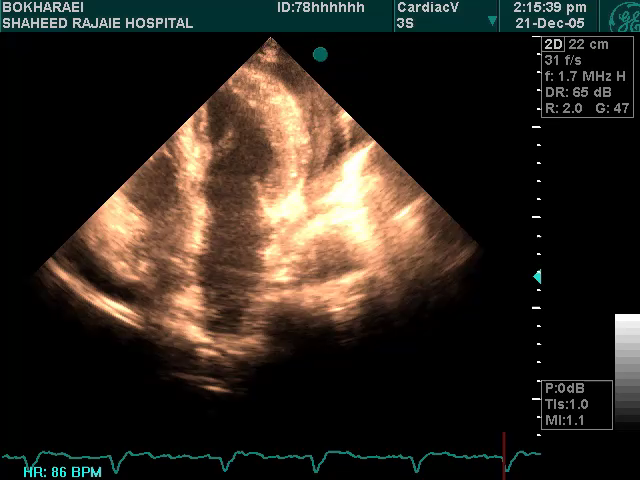 BOKHARAEI ID:78hhhhhh CardiacV 2:15:39 pm
SHAHEED RAJAIE HOSPITAL 3S 21-Dec-05
2D 22 cm
31 f/s
f: 1.7 MHz H
DR: 65 dB
R: 2.0 G: 47
P:0dB
TIs:1.0
MI:1.1
HR: 86 BPM